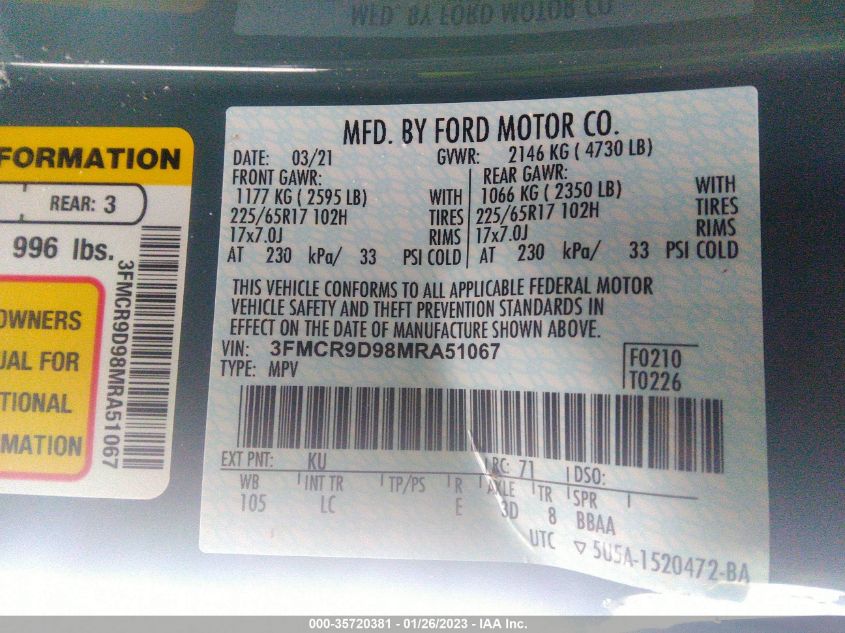 MFD. BY FORD MOTOR CO
FORMATION
REAR: 3
996 lbs.
OWNERS
UAL FOR
TIONAL
MATION
3FMCR9D98MRA51067
MFD. BY FORD MOTOR CO.
DATE: 03/21 GVWR: 2146 KG ( 4730 LB)
FRONT GAWR: REAR GAWR:
1177 KG ( 2595 LB) WITH 1066 KG ( 2350 LB) WITH
225/65R17 102H TIRES 225/65R17 102H TIRES
17x7.0J RIMS 17x7.0J RIMS
AT 230 kPa/ 33 PSI COLD AT 230 kPa/ 33 PSI COLD
THIS VEHICLE CONFORMS TO ALL APPLICABLE FEDERAL MOTOR
VEHICLE SAFETY AND THEFT PREVENTION STANDARDS IN
EFFECT ON THE DATE OF MANUFACTURE SHOWN ABOVE.
VIN: 3FMCR9D98MRA51067 F0210
TYPE: MPV T0226
EXT PNT: KU RC: 71 DSO:
WB INT TR TP/PS R AXLE TR SPR
105 LC E 3D 8 BBAA
UTC ▽ 5U5A-1520472-BA
000-35720381 - 01/26/2023 - IAA Inc.